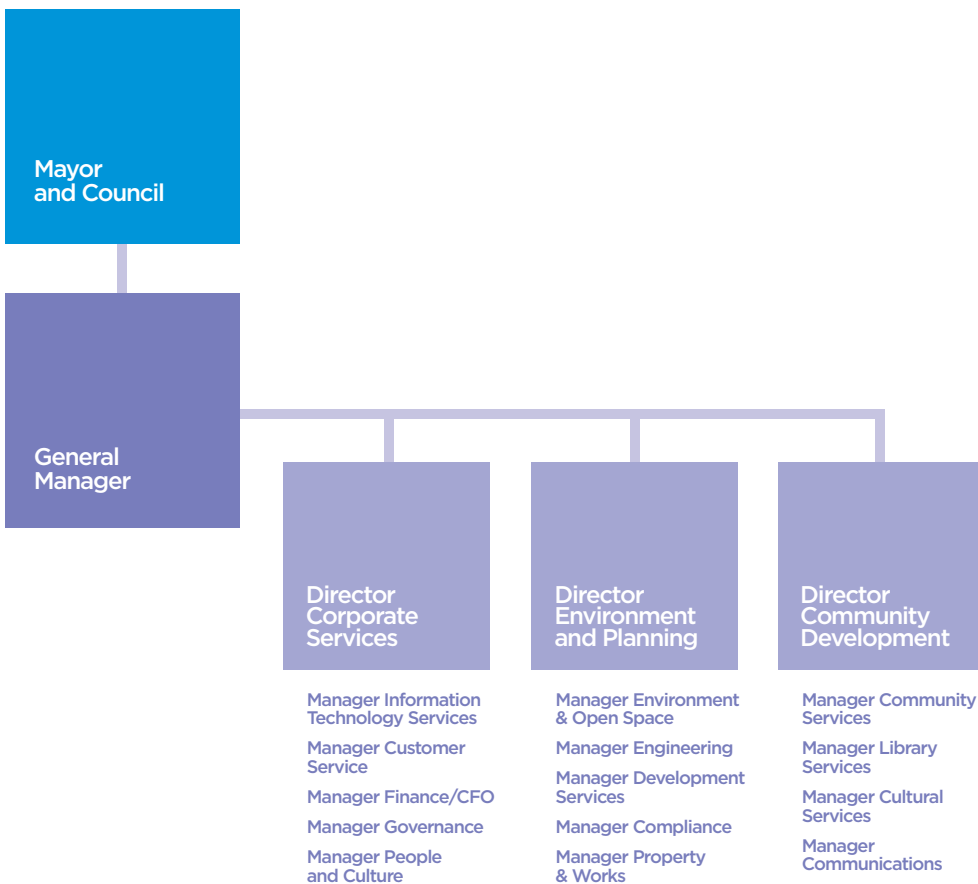 Mayor
and Council
General
Manager
Director
Corporate
Services
Manager Information
Technology Services
Manager Customer
Service
Manager Finance/CFO
Manager Governance
Manager People
and Culture
Director
Environment
and Planning
Manager Environment
& Open Space
Manager Engineering
Manager Development
Services
Manager Compliance
Manager Property
& Works
Director
Community
Development
Manager Community
Services
Manager Library
Services
Manager Cultural
Services
Manager
Communications